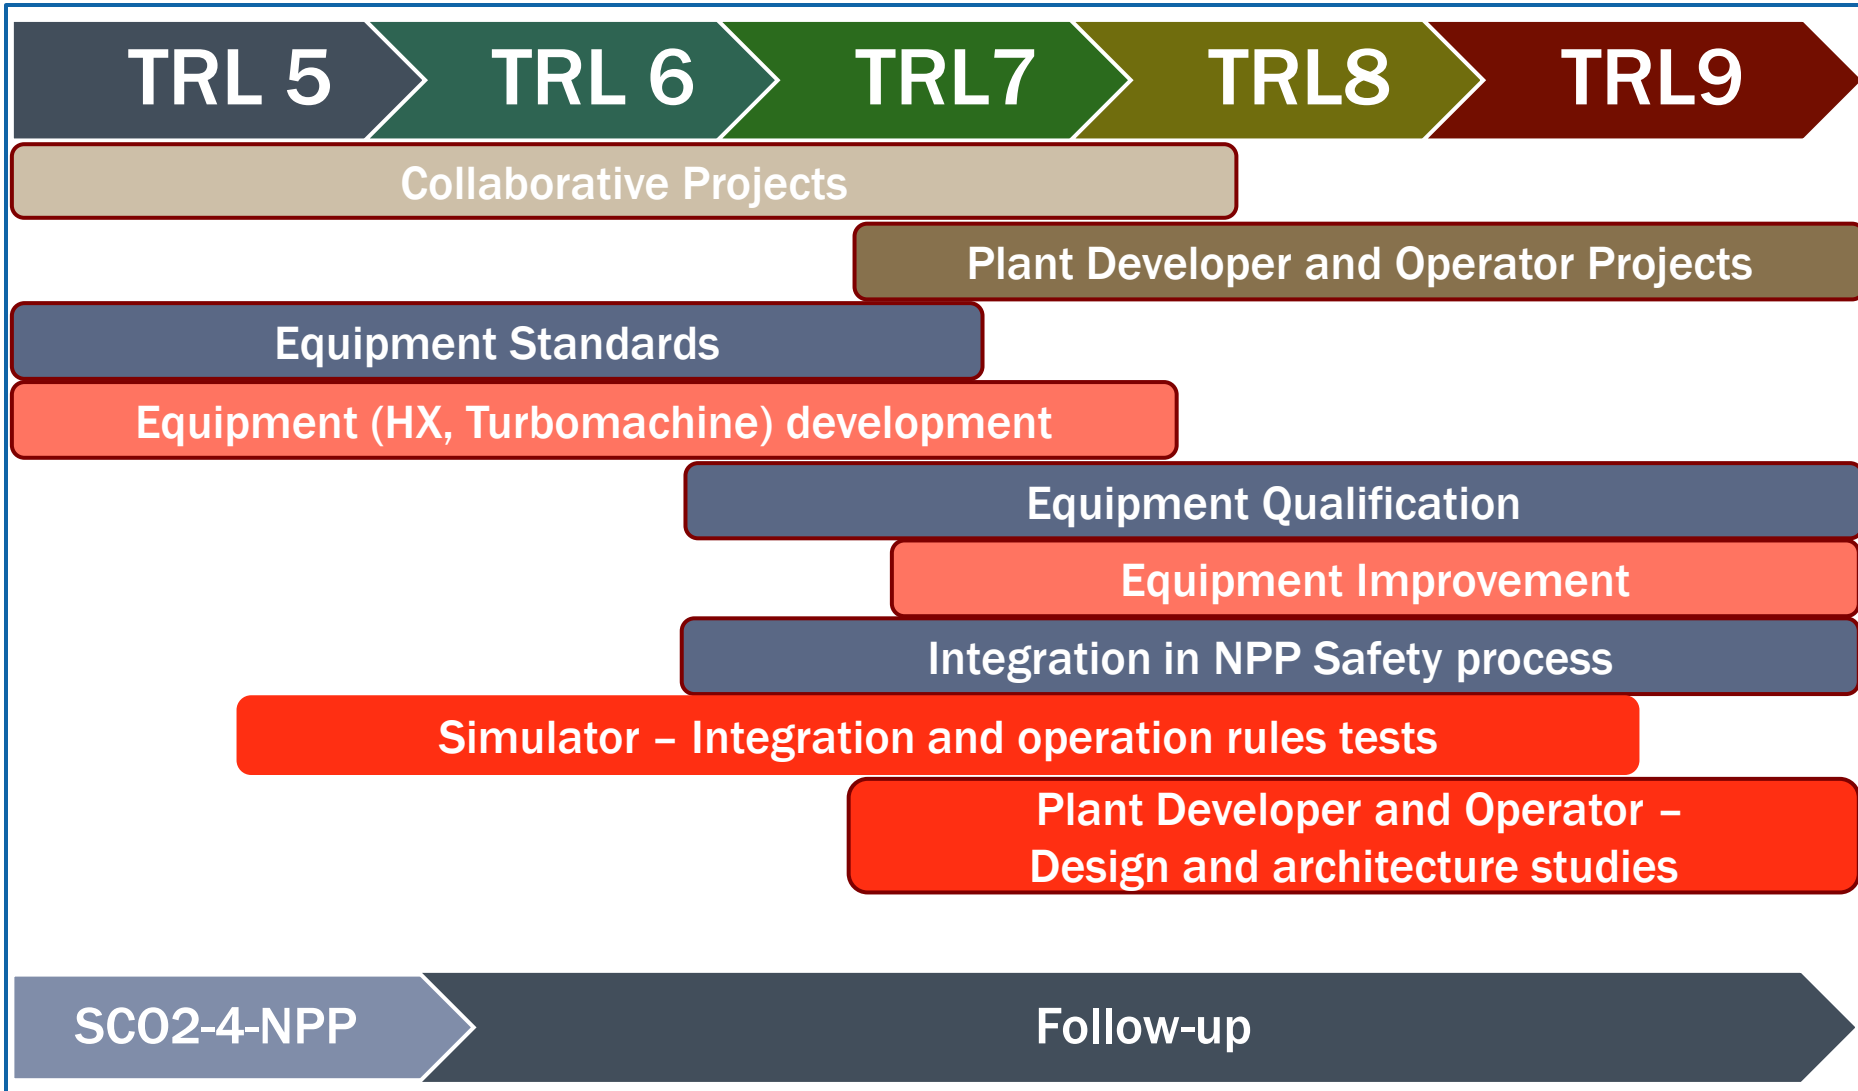 TRL 5
TRL 6
TRL7
TRL8
TRL9
Collaborative Projects
Plant Developer and Operator Projects
Equipment Standards
Equipment (HX, Turbomachine) development
Equipment Qualification
Equipment Improvement
Integration in NPP Safety process
Simulator – Integration and operation rules tests
Plant Developer and Operator –
Design and architecture studies
SCO2-4-NPP
Follow-up